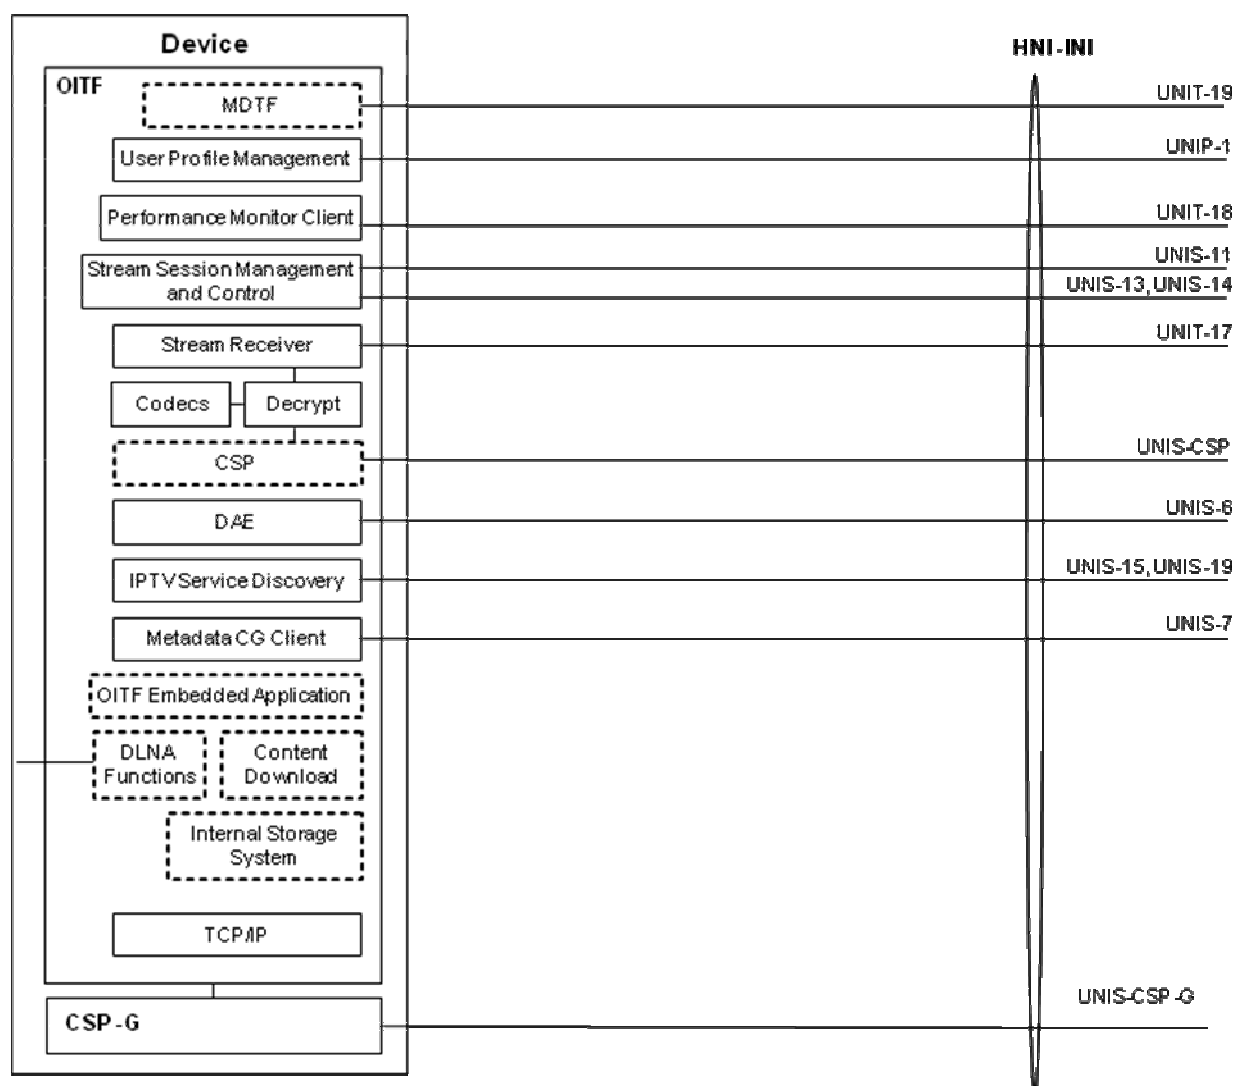 Device
HNI-INI
OITF
MDTF
UNIT-19
User Profile Management
UNIP-1
Performance Monitor Client
UNIT-18
Stream Session Management
and Control
UNIS-11
UNIS-13, UNIS-14
Stream Receiver
UNIT-17
Codecs
Decrypt
CSP
UNIS-CSP
DAE
UNIS-6
IPTV Service Discovery
UNIS-15, UNIS-19
Metadata CG Client
UNIS-7
OITF Embedded Application
DLNA
Functions
Content
Download
Internal Storage
System
TCP/IP
CSP-G
UNIS-CSP-G